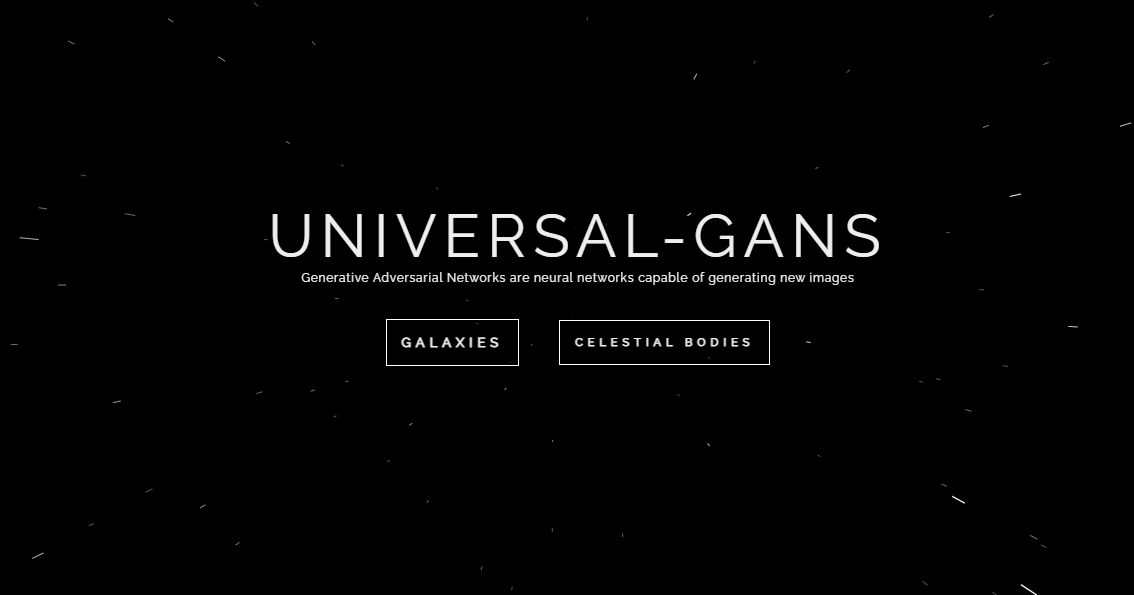 UNIVERSAL-GANS
Generative Adversarial Networks are neural networks capable of generating new images
GALAXIES
CELESTIAL BODIES